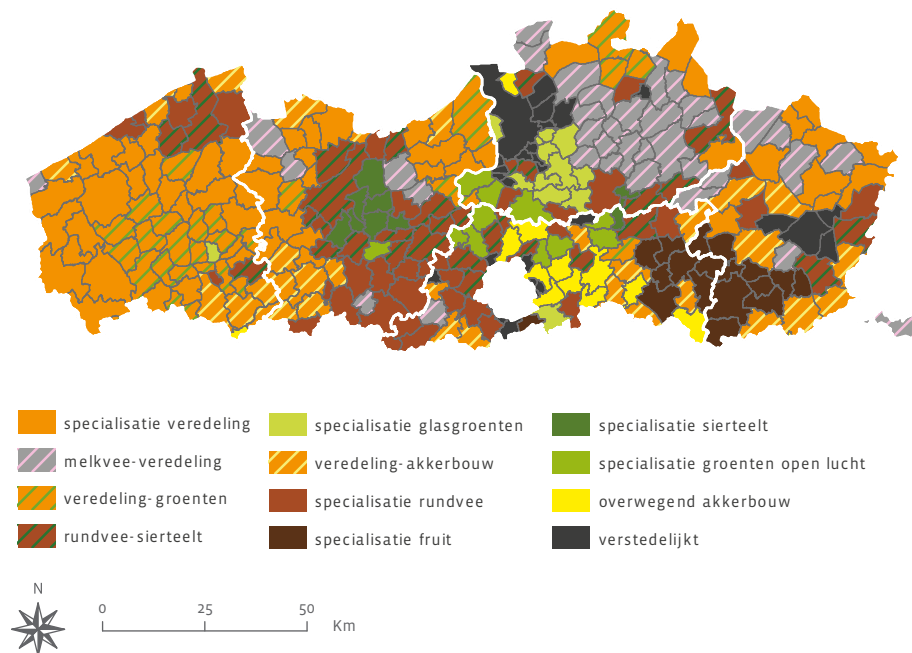 specialisatie veredeling
melkvee-veredeling
veredeling-groenten
rundvee-sierteelt
specialisatie glasgroenten
veredeling-akkerbouw
specialisatie rundvee
specialisatie fruit
specialisatie sierteelt
specialisatie groenten open lucht
overwegend akkerbouw
verstedelijkt
N
0 25 50
Km